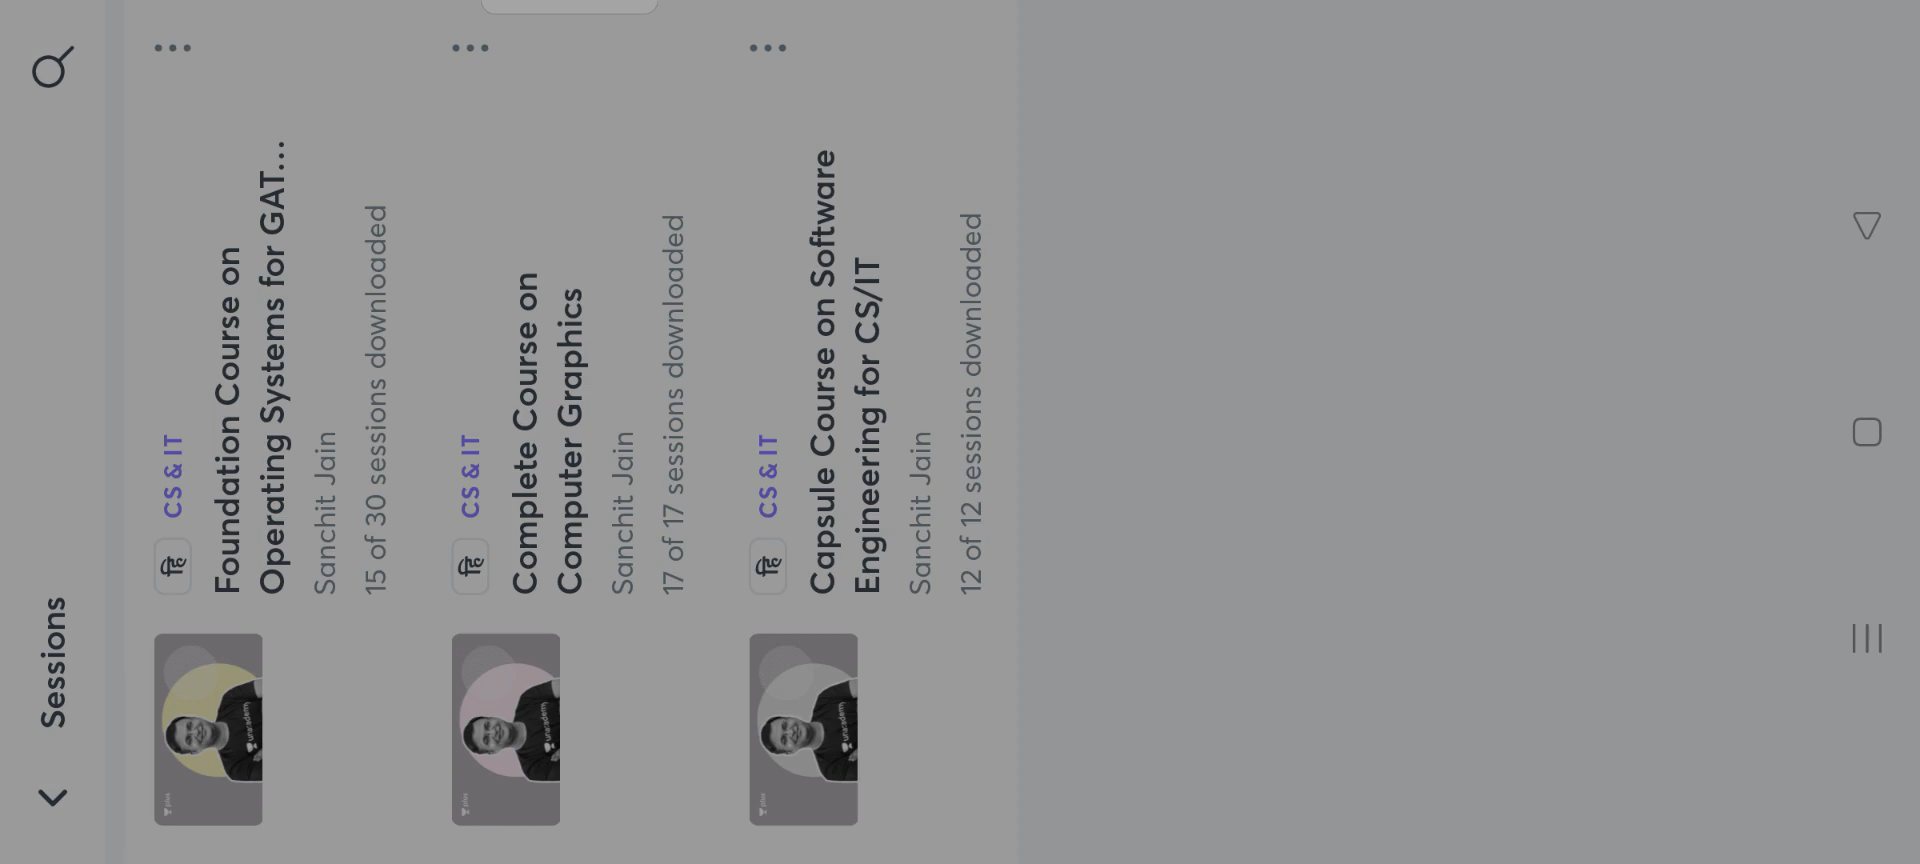 Sessions
हि CS & IT
Foundation Course on
Operating Systems for GAT...
Sanchit Jain
15 of 30 sessions downloaded
हि CS & IT
Complete Course on
Computer Graphics
Sanchit Jain
17 of 17 sessions downloaded
हि CS & IT
Capsule Course on Software
Engineering for CS/IT
Sanchit Jain
12 of 12 sessions downloaded